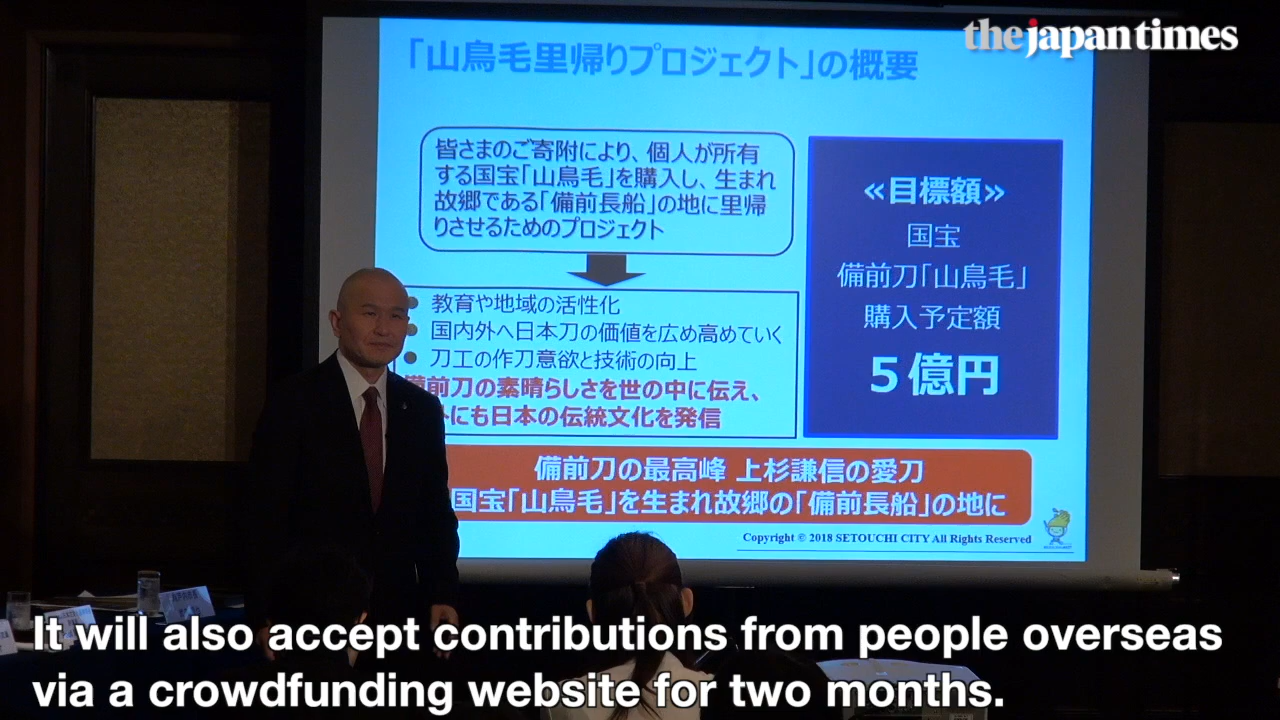 the japan times
「山鳥毛里帰りプロジェクト」の概要
皆さまのご寄附により、個人が所有
する国宝「山鳥毛」を購入し、生まれ
故郷である「備前長船」の地に里帰
りさせるためのプロジェクト
● 教育や地域の活性化
● 国内外へ日本刀の価値を広め高めていく
● 刀工の作刀意欲と技術の向上
備前刀の素晴らしさを世の中に伝え、
にも日本の伝統文化を発信
≪目標額≫
国宝
備前刀「山鳥毛」
購入予定額
5億円
備前刀の最高峰 上杉謙信の愛刀
国宝「山鳥毛」を生まれ故郷の「備前長船」の地に
Copyright © 2018 SETOUCHI CITY All Rights Reserved
It will also accept contributions from people overseas
via a crowdfunding website for two months.